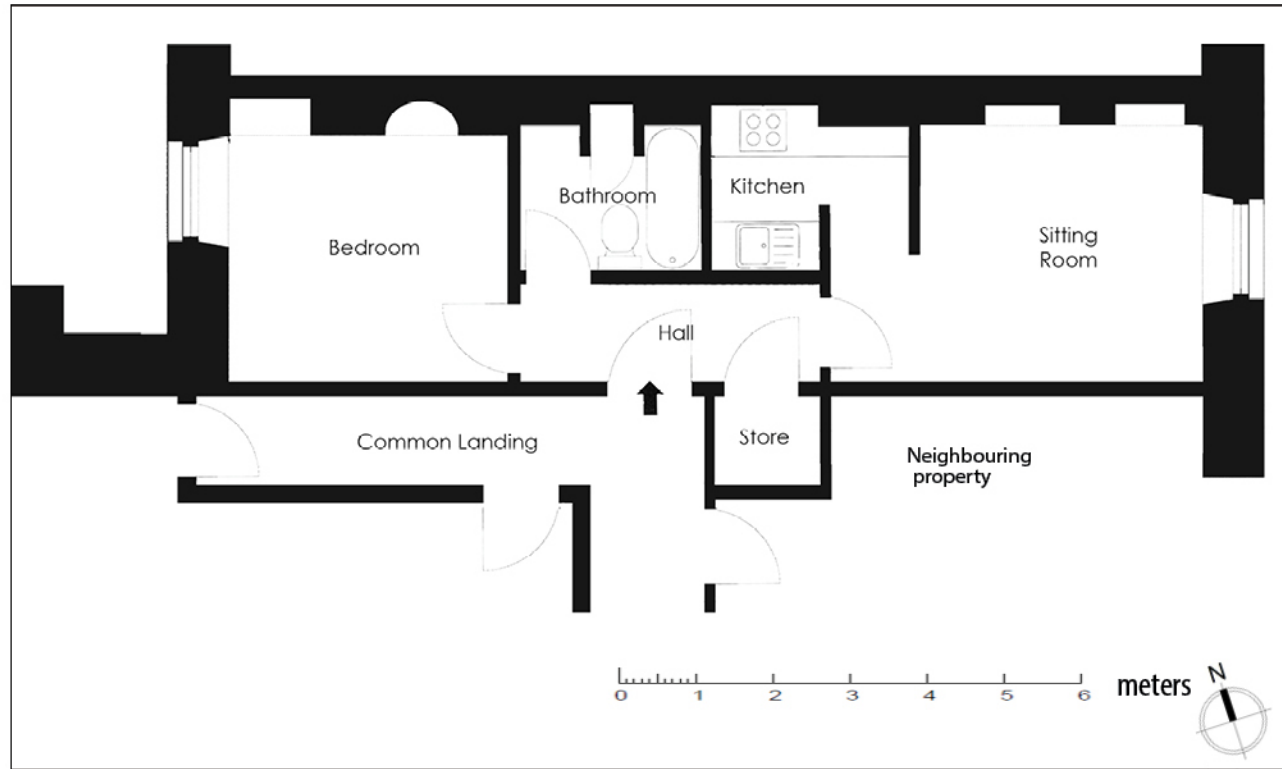 Bathroom
Kitchen
Bedroom
Sitting
Room
Hall
Common Landing
Store
Neighbouring
property
0 1 2 3 4 5 6 meters
N